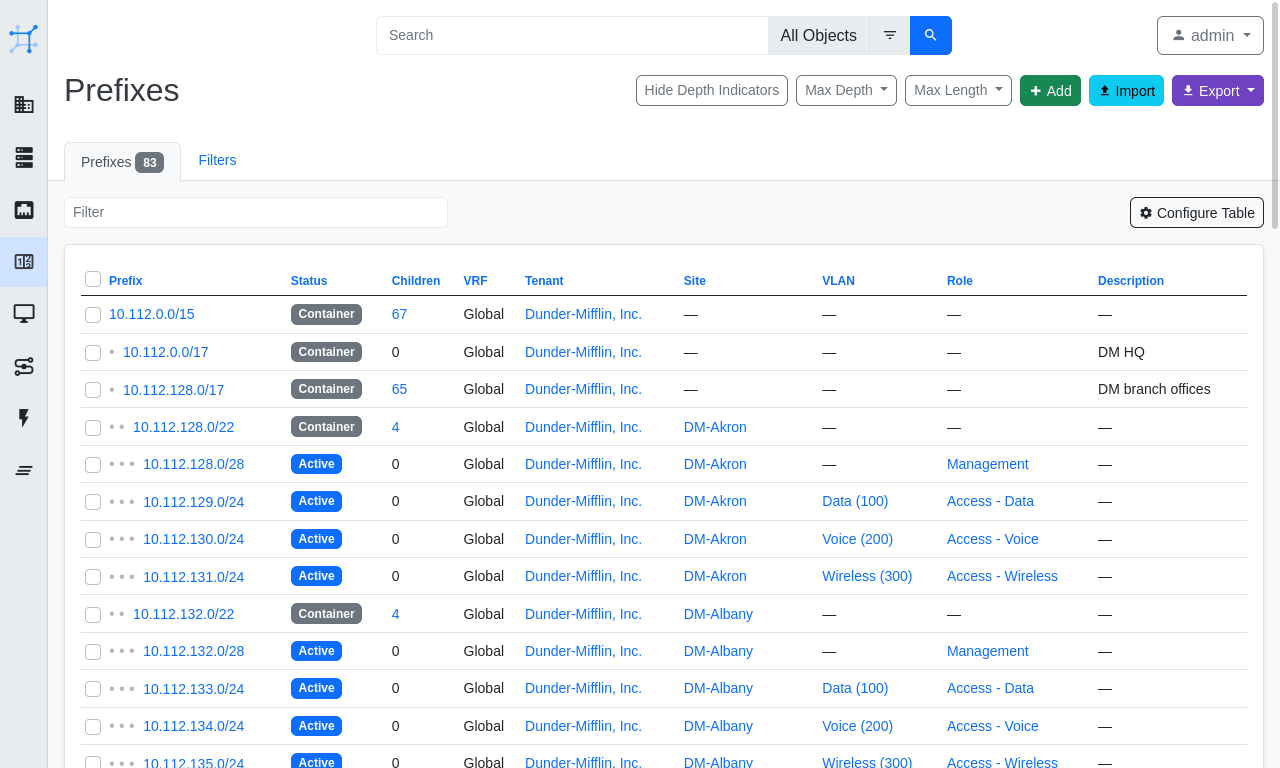 Search All Objects admin
Prefixes Hide Depth Indicators Max Depth Max Length Add Import Export
Prefixes 83 Filters
Filter Configure Table
Prefix Status Children VRF Tenant Site VLAN Role Description
10.112.0.0/15 Container 67 Global Dunder-Mifflin, Inc. — — — —
• 10.112.0.0/17 Container 0 Global Dunder-Mifflin, Inc. — — — DM HQ
• 10.112.128.0/17 Container 65 Global Dunder-Mifflin, Inc. — — — DM branch offices
• • 10.112.128.0/22 Container 4 Global Dunder-Mifflin, Inc. DM-Akron — — —
• • • 10.112.128.0/28 Active 0 Global Dunder-Mifflin, Inc. DM-Akron — Management —
• • • 10.112.129.0/24 Active 0 Global Dunder-Mifflin, Inc. DM-Akron Data (100) Access - Data —
• • • 10.112.130.0/24 Active 0 Global Dunder-Mifflin, Inc. DM-Akron Voice (200) Access - Voice —
• • • 10.112.131.0/24 Active 0 Global Dunder-Mifflin, Inc. DM-Akron Wireless (300) Access - Wireless —
• • 10.112.132.0/22 Container 4 Global Dunder-Mifflin, Inc. DM-Albany — — —
• • • 10.112.132.0/28 Active 0 Global Dunder-Mifflin, Inc. DM-Albany — Management —
• • • 10.112.133.0/24 Active 0 Global Dunder-Mifflin, Inc. DM-Albany Data (100) Access - Data —
• • • 10.112.134.0/24 Active 0 Global Dunder-Mifflin, Inc. DM-Albany Voice (200) Access - Voice —
• • • 10.112.135.0/24 Active 0 Global Dunder-Mifflin, Inc. DM-Albany Wireless (300) Access - Wireless —